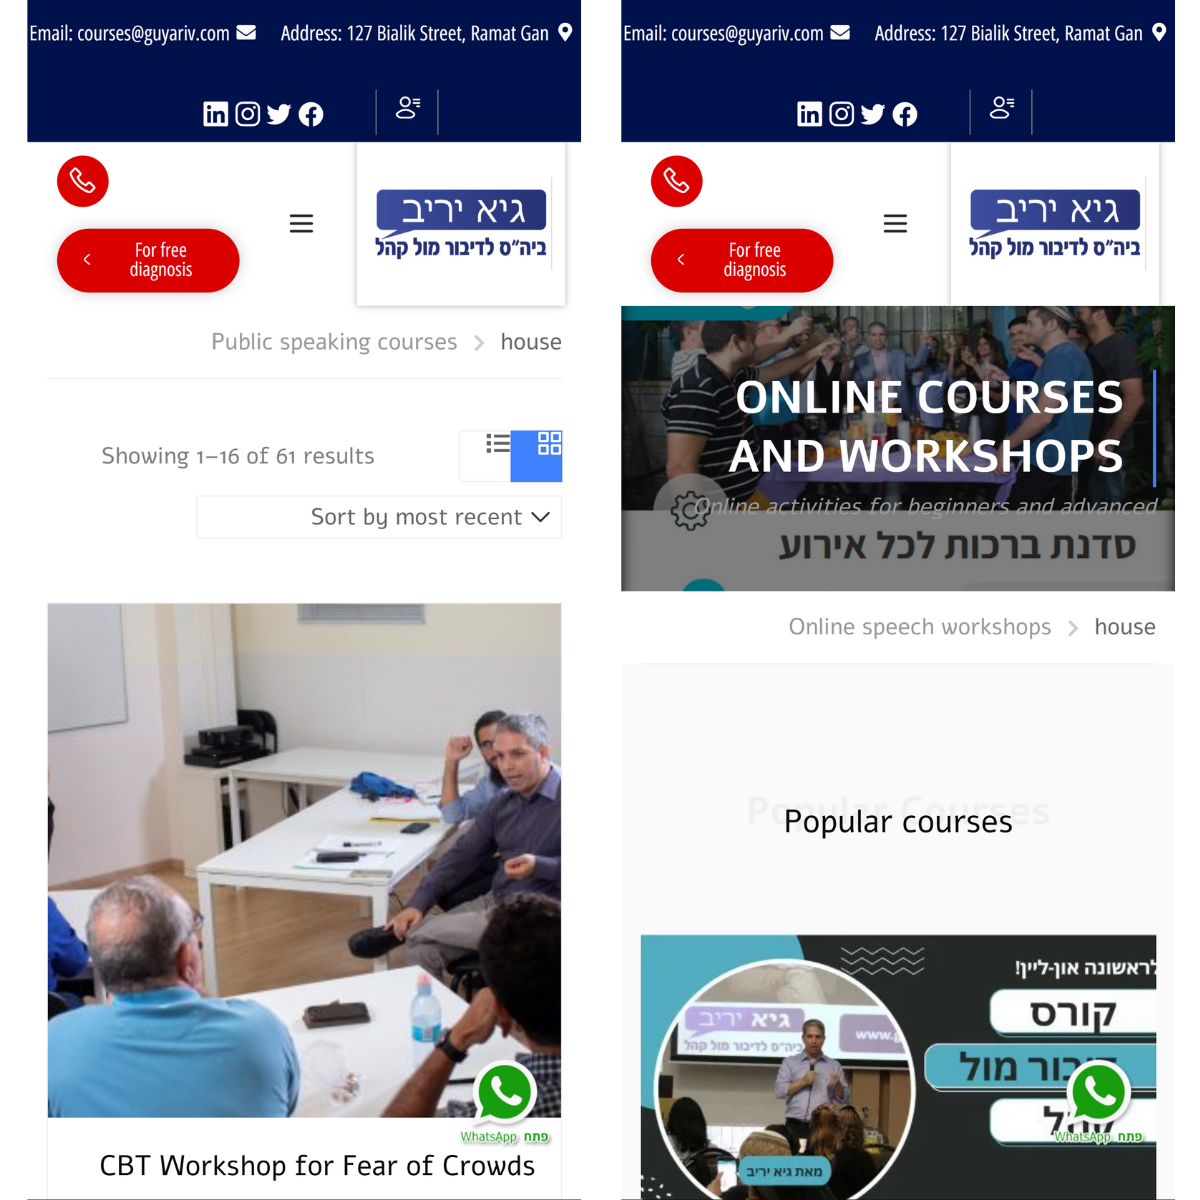 Email: courses@guyariv.com
Address: 127 Bialik Street, Ramat Gan
For free
diagnosis
גיא יריב
ביה״ס לדיבור מול קהל
Public speaking courses > house
Showing 1–16 of 61 results
Sort by most recent
WhatsApp פתח
CBT Workshop for Fear of Crowds
Email: courses@guyariv.com
Address: 127 Bialik Street, Ramat Gan
For free
diagnosis
גיא יריב
ביה״ס לדיבור מול קהל
ONLINE COURSES
AND WORKSHOPS
Online activities for beginners and advanced
סדנת ברכות לכל אירוע
Online speech workshops > house
Popular Courses
Popular courses
לראשונה און-ליין!
קורס
דיבור מול
קהל
גיא יריב
ביה״ס לדיבור מול קהל
www.g
מאת גיא יריב
WhatsApp פתח